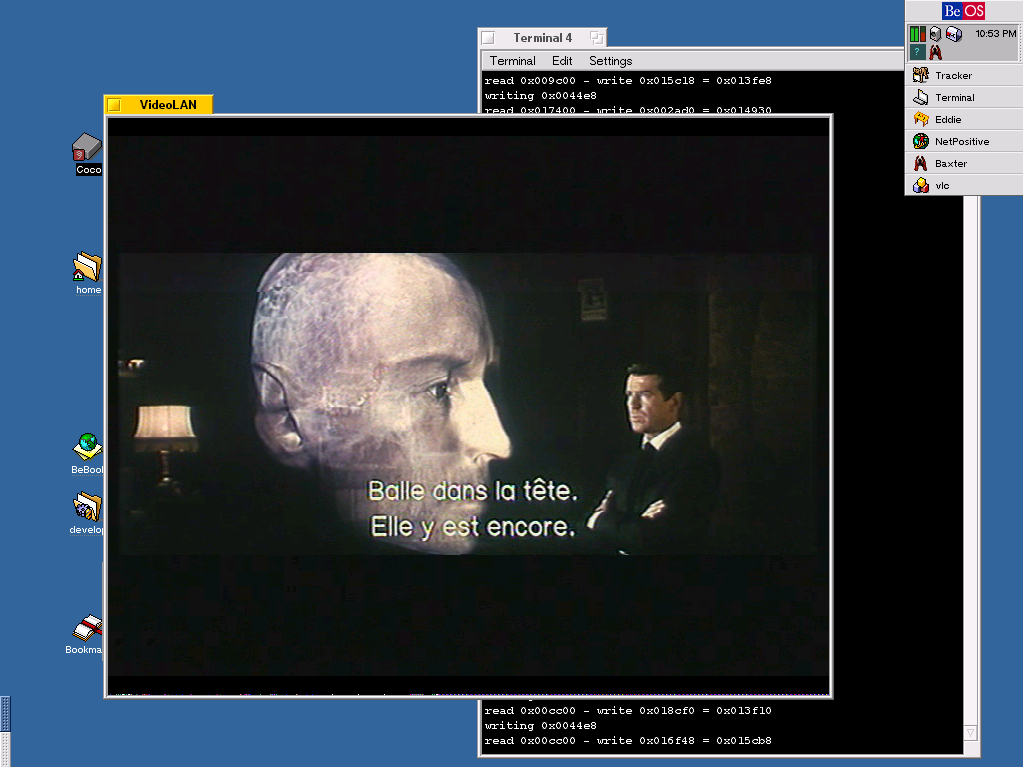 BeOS
10:53 PM
Tracker
Terminal
Eddie
NetPositive
Baxter
vlc
Terminal 4
Terminal Edit Settings
read 0x009c00 - write 0x015c18 = 0x013fe8
writing 0x0044e8
read 0x017400 - write 0x002ad0 = 0x014930
VideoLAN
Coco
home
BeBool
develop
Bookma
Balle dans la tête.
Elle y est encore.
read 0x00cc00 - write 0x018cf0 = 0x013f10
writing 0x0044e8
read 0x00cc00 - write 0x016f48 = 0x015cb8